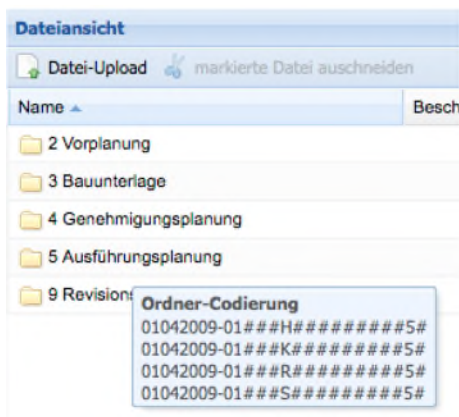 Dateiansicht
Datei-Upload markierte Datei auschneiden
Name Besch
2 Vorplanung
3 Bauunterlage
4 Genehmigungsplanung
5 Ausführungsplanung
9 Revisions
Ordner-Codierung
01042009-01###H#########5#
01042009-01###K#########5#
01042009-01###R#########5#
01042009-01###S#########5#